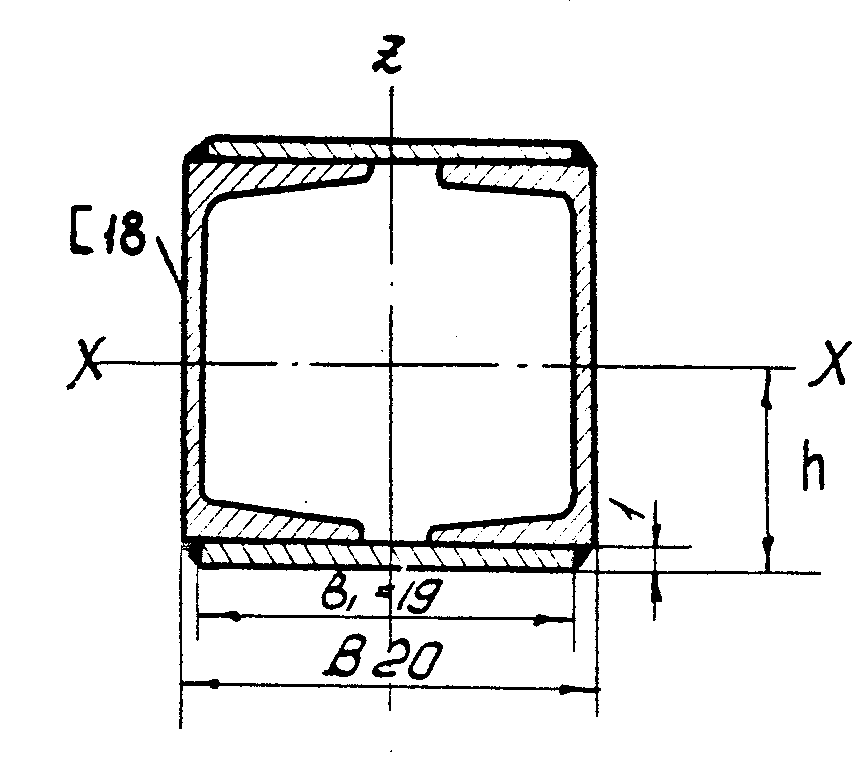 z
[ 18
X X
h
1
B₁ = 19
B 20